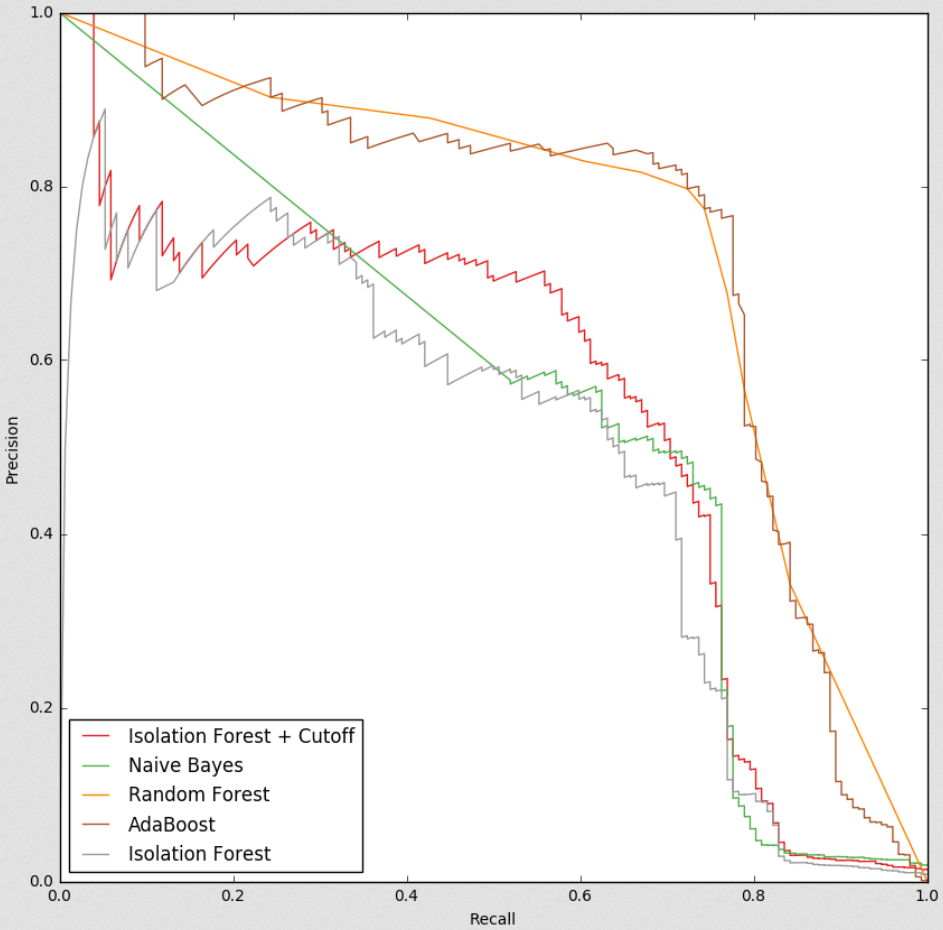 1.0
0.8
0.6
Precision
0.4
0.2
Isolation Forest + Cutoff
Naive Bayes
Random Forest
AdaBoost
Isolation Forest
0.0
0.0 0.2 0.4 0.6 0.8 1.0
Recall